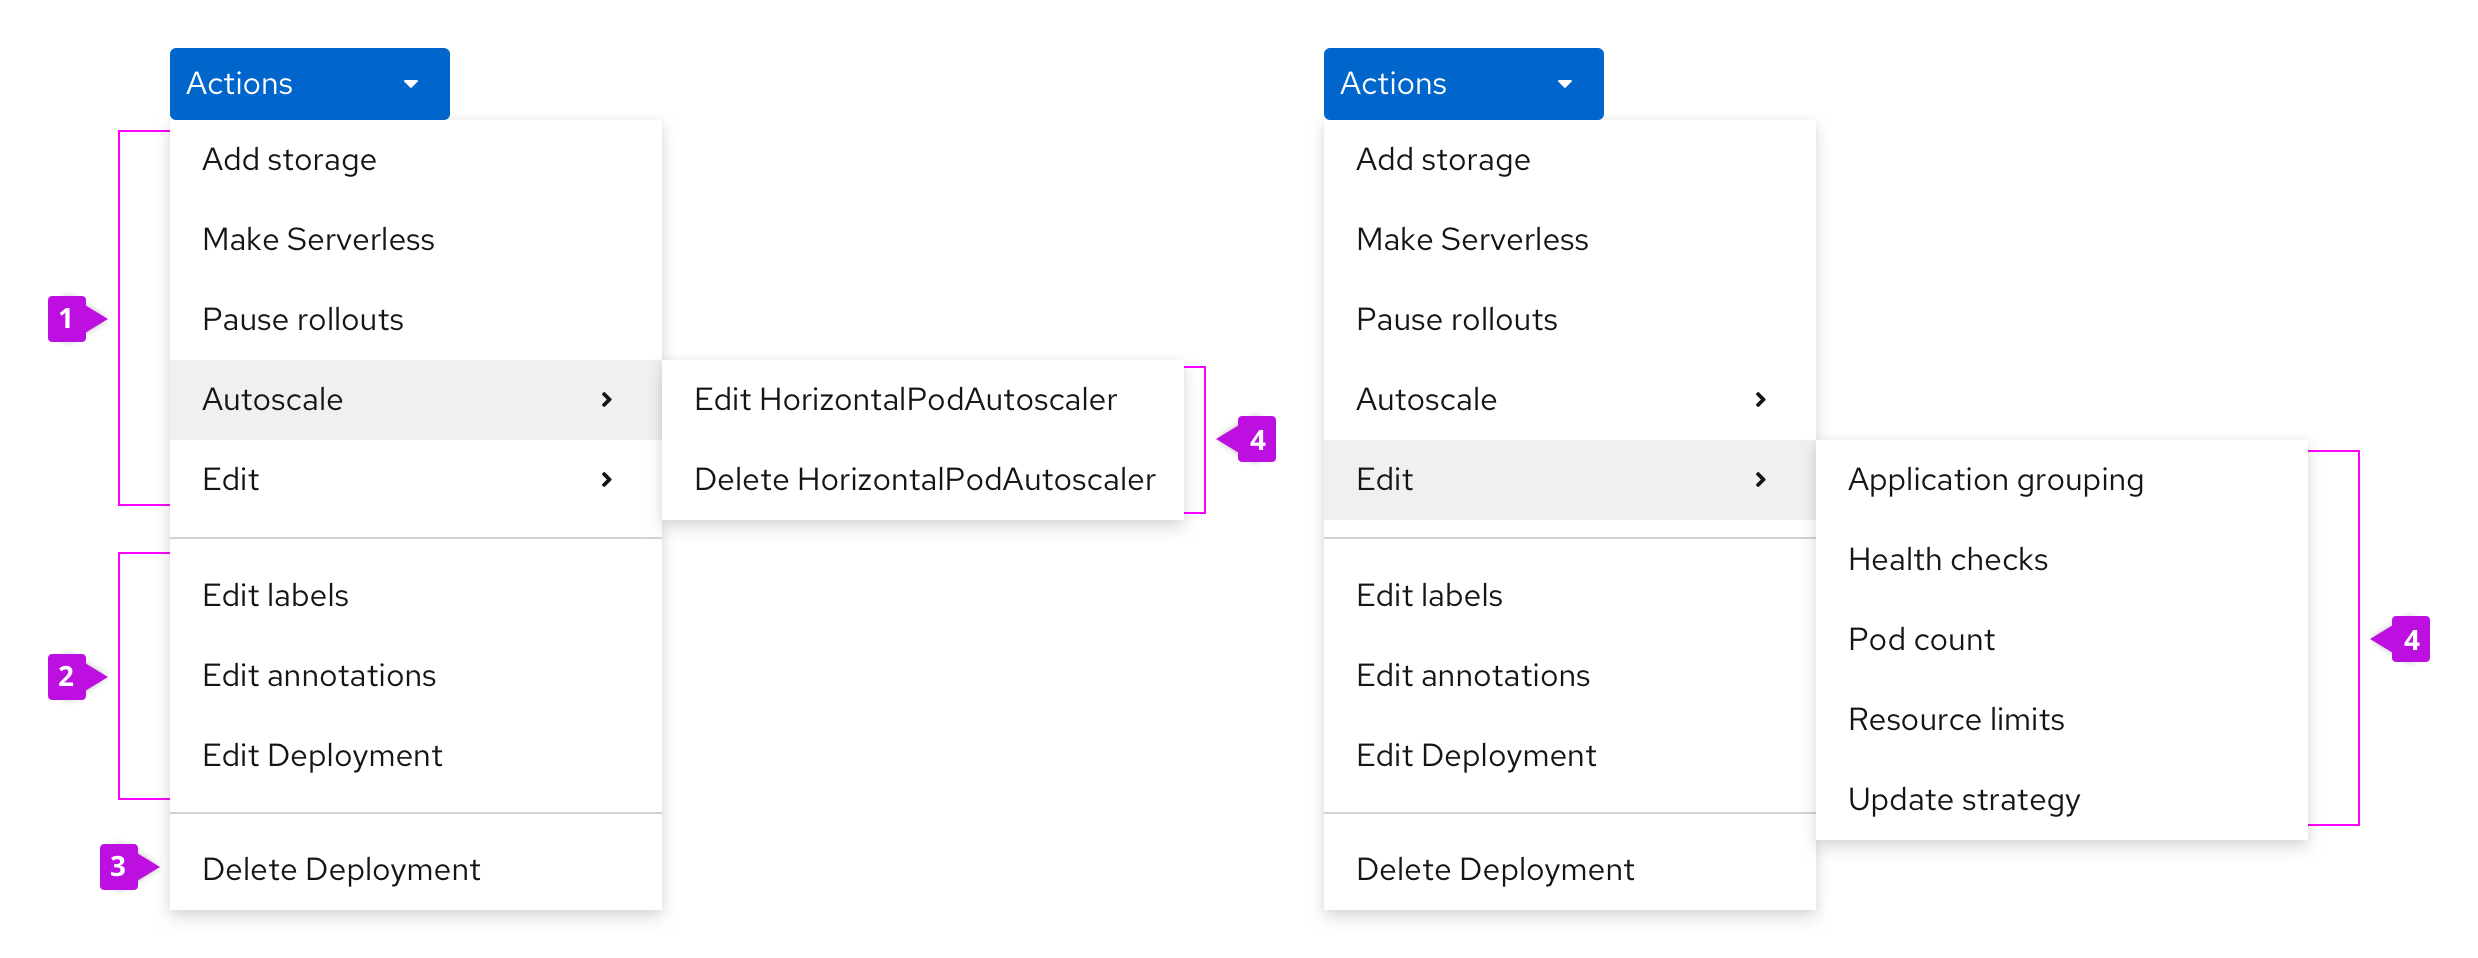 Actions
Add storage
Make Serverless
Pause rollouts
1
Autoscale
Edit
Edit HorizontalPodAutoscaler
Delete HorizontalPodAutoscaler
4
Edit labels
Edit annotations
Edit Deployment
2
Delete Deployment
3
Actions
Add storage
Make Serverless
Pause rollouts
Autoscale
Edit
Application grouping
Health checks
Pod count
Resource limits
Update strategy
4
Edit labels
Edit annotations
Edit Deployment
Delete Deployment